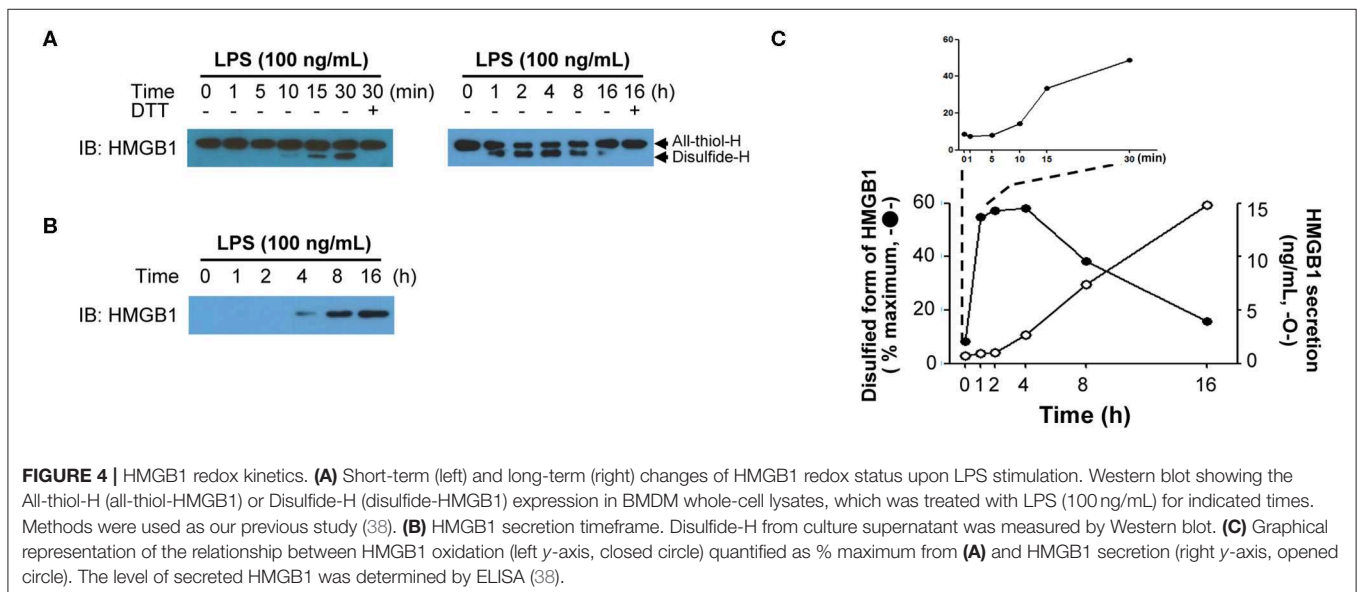 A
LPS (100 ng/mL)
Time 0 1 5 10 15 30 30 (min)
DTT - - - - - - +
IB: HMGB1
LPS (100 ng/mL)
0 1 2 4 8 16 16 (h)
- - - - - - +
All-thiol-H
Disulfide-H
B
LPS (100 ng/mL)
Time 0 1 2 4 8 16 (h)
IB: HMGB1
C
60
40
20
0
0 1 5 10 15 30 (min)
Disulfied form of HMGB1
( % maximum, -●-)
60
40
20
0
15
10
5
0
HMGB1 secretion
(ng/mL, -O-)
0 1 2 4 8 16
Time (h)
FIGURE 4 | HMGB1 redox kinetics. (A) Short-term (left) and long-term (right) changes of HMGB1 redox status upon LPS stimulation. Western blot showing the
All-thiol-H (all-thiol-HMGB1) or Disulfide-H (disulfide-HMGB1) expression in BMDM whole-cell lysates, which was treated with LPS (100 ng/mL) for indicated times.
Methods were used as our previous study (38). (B) HMGB1 secretion timeframe. Disulfide-H from culture supernatant was measured by Western blot. (C) Graphical
representation of the relationship between HMGB1 oxidation (left y-axis, closed circle) quantified as % maximum from (A) and HMGB1 secretion (right y-axis, opened
circle). The level of secreted HMGB1 was determined by ELISA (38).